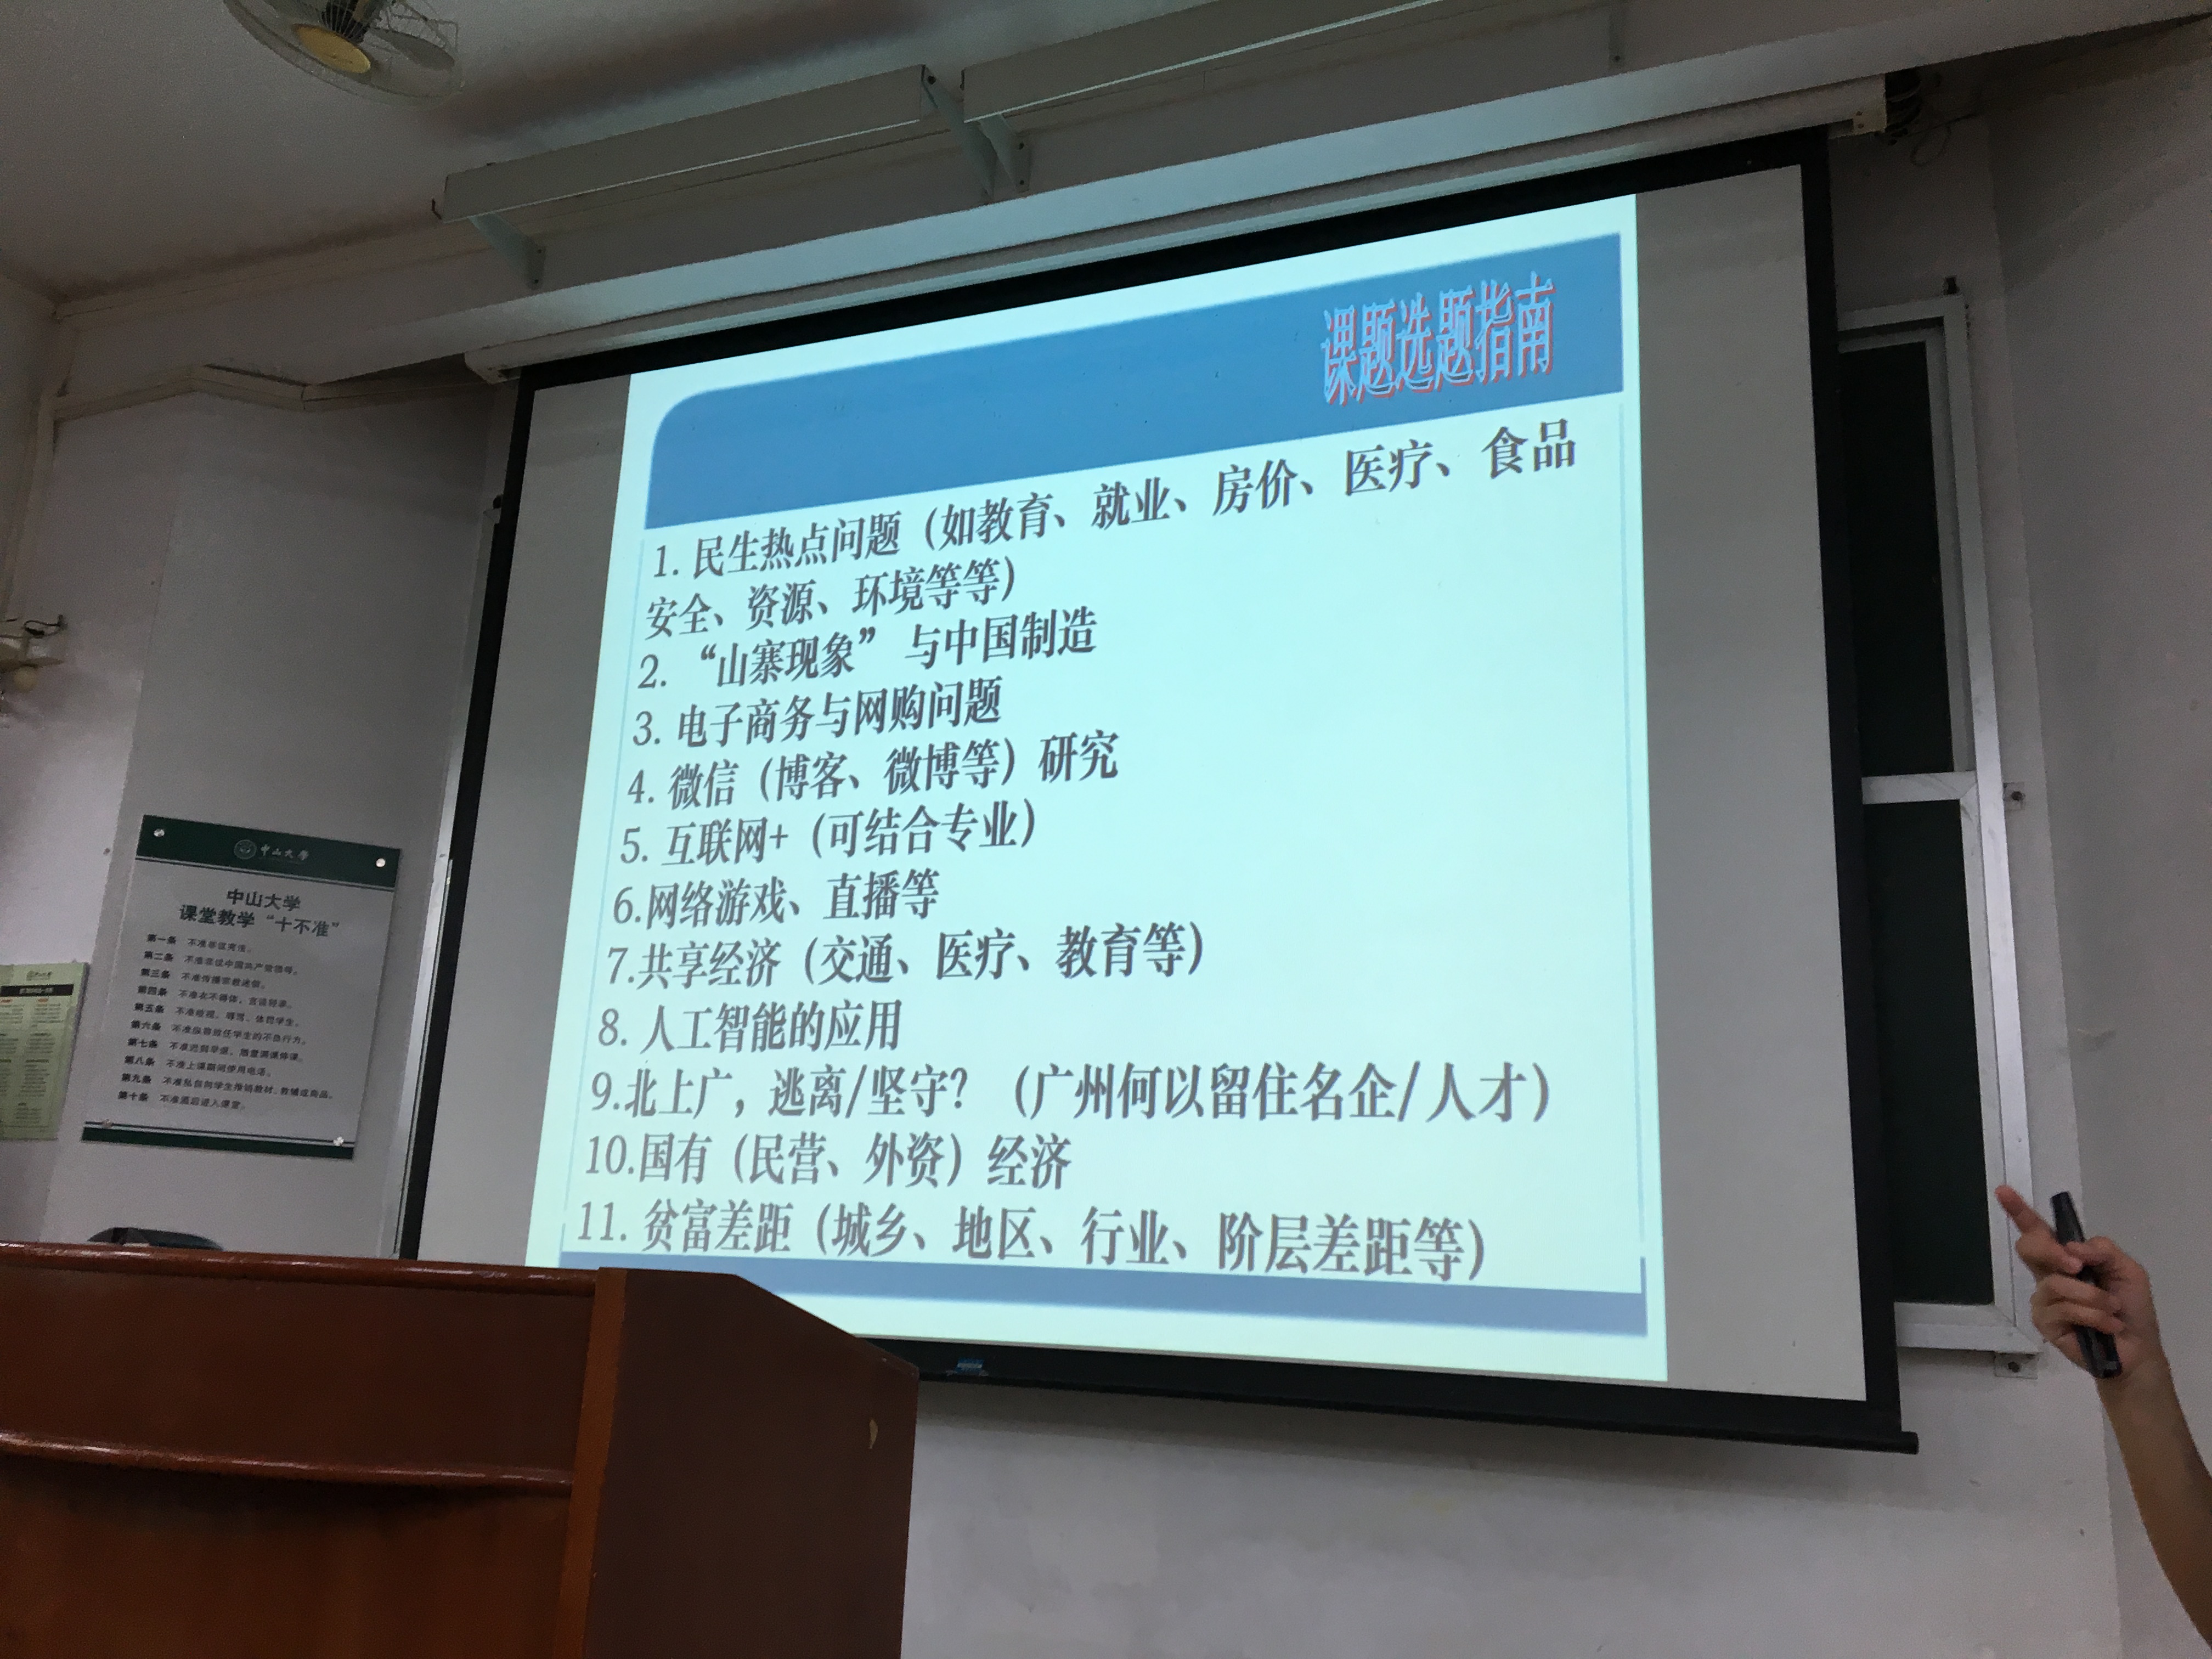 课题选题指南
1. 民生热点问题（如教育、就业、房价、医疗、食品
安全、资源、环境等等）
2. “山寨现象” 与中国制造
3. 电子商务与网购问题
4. 微信（博客、微博等）研究
5. 互联网+（可结合专业）
6.网络游戏、直播等
7.共享经济（交通、医疗、教育等）
8. 人工智能的应用
9.北上广，逃离/坚守？（广州何以留住名企/人才）
10.国有（民营、外资）经济
11. 贫富差距（城乡、地区、行业、阶层差距等）
中山大學
中山大学
课堂教学“十不准”
第一条 不准非议宪法。
第二条 不准非议中国共产党领导。
第三条 不准传播宗教迷信。
第四条 不准衣不得体，言语轻录。
第五条 不准歧视、辱骂、体罚学生。
第六条 不准纵容放任学生的不良行为。
第七条 不准迟到早退、随意调课停课。
第八条 不准上课期间使用电话。
第九条 不准私自向学生推销教材、教辅或商品。
第十条 不准酒后进入课堂。